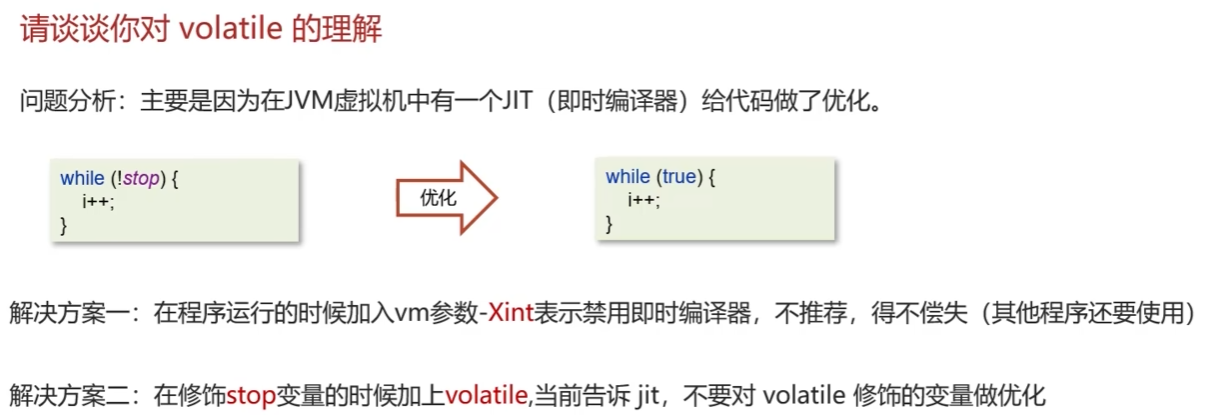 请谈谈你对 volatile 的理解
问题分析：主要是因为在JVM虚拟机中有一个JIT（即时编译器）给代码做了优化。
while (!stop) {
i++;
}
优化
while (true) {
i++;
}
解决方案一：在程序运行的时候加入vm参数-Xint表示禁用即时编译器，不推荐，得不偿失（其他程序还要使用）
解决方案二：在修饰stop变量的时候加上volatile,当前告诉 jit，不要对 volatile 修饰的变量做优化